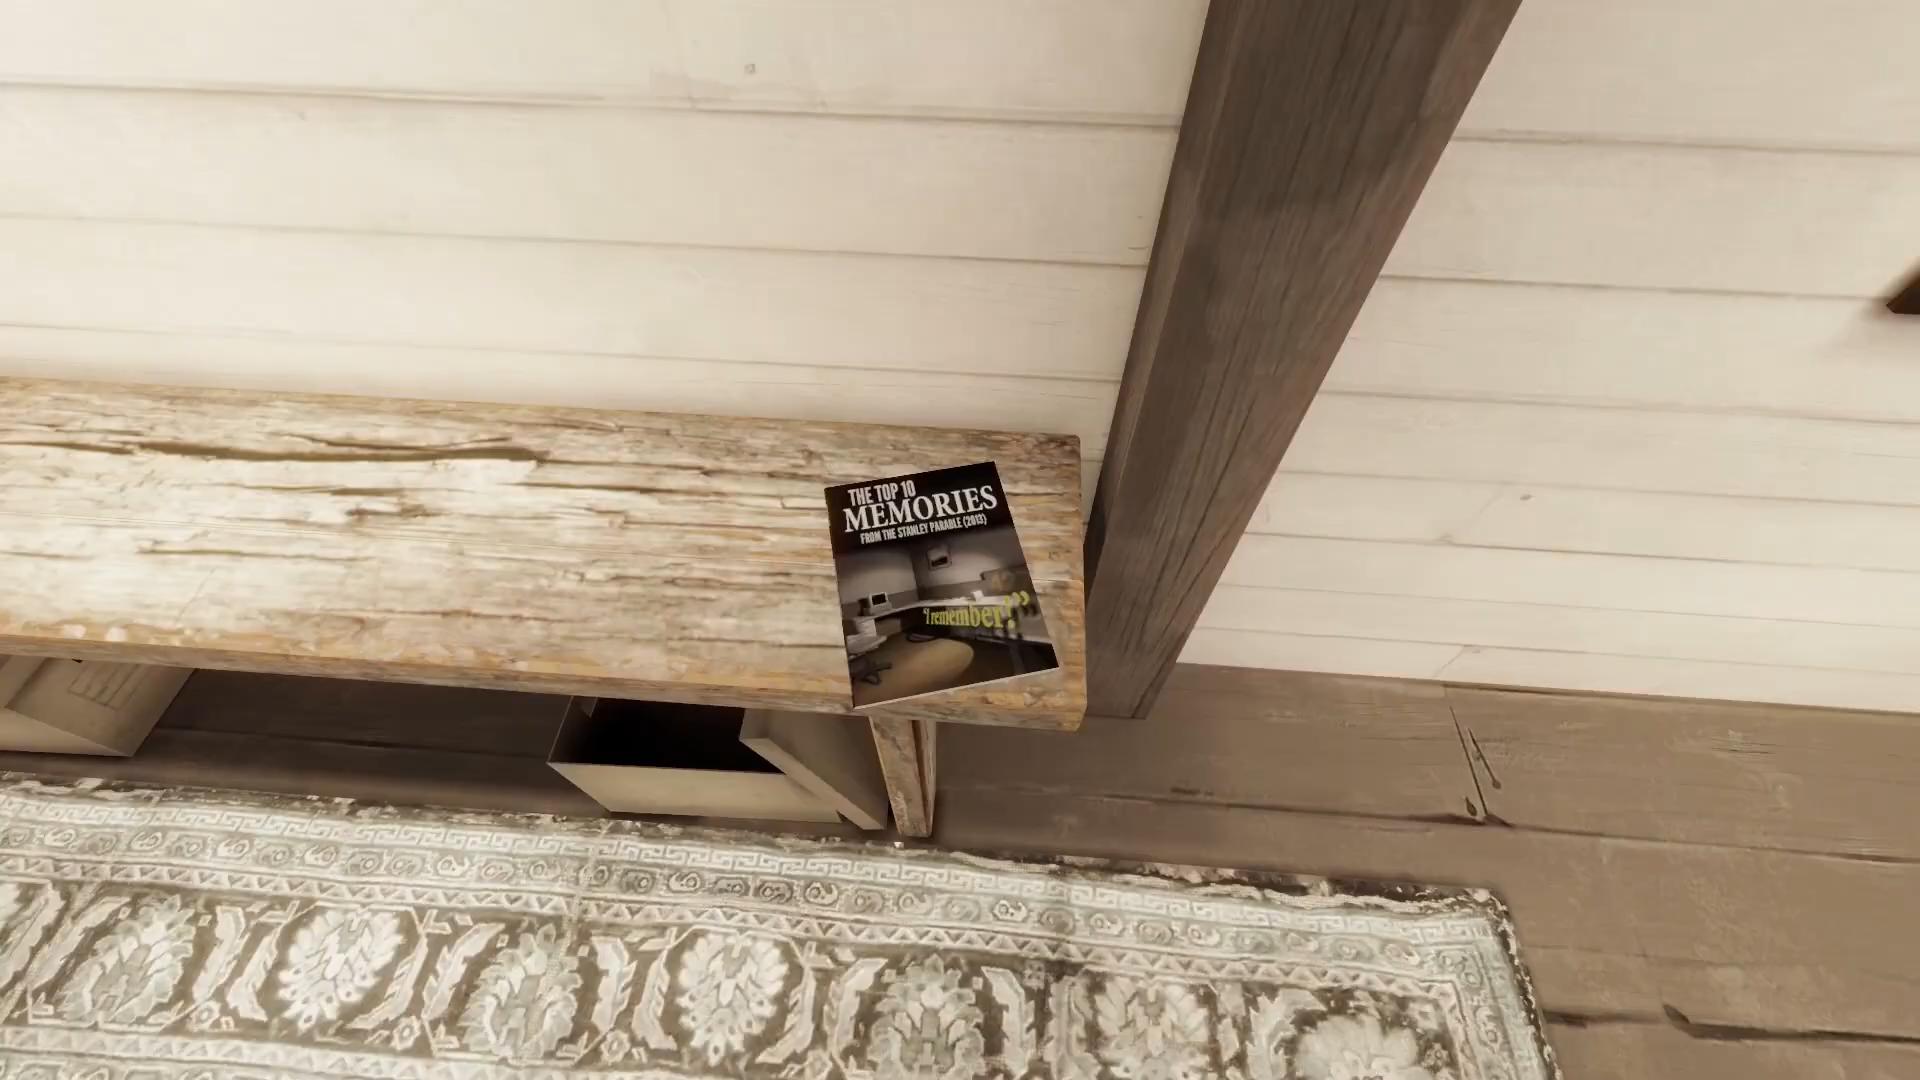 THE TOP 10
MEMORIES
FROM THE STANLEY PARABLE (2013)
"I remember!"